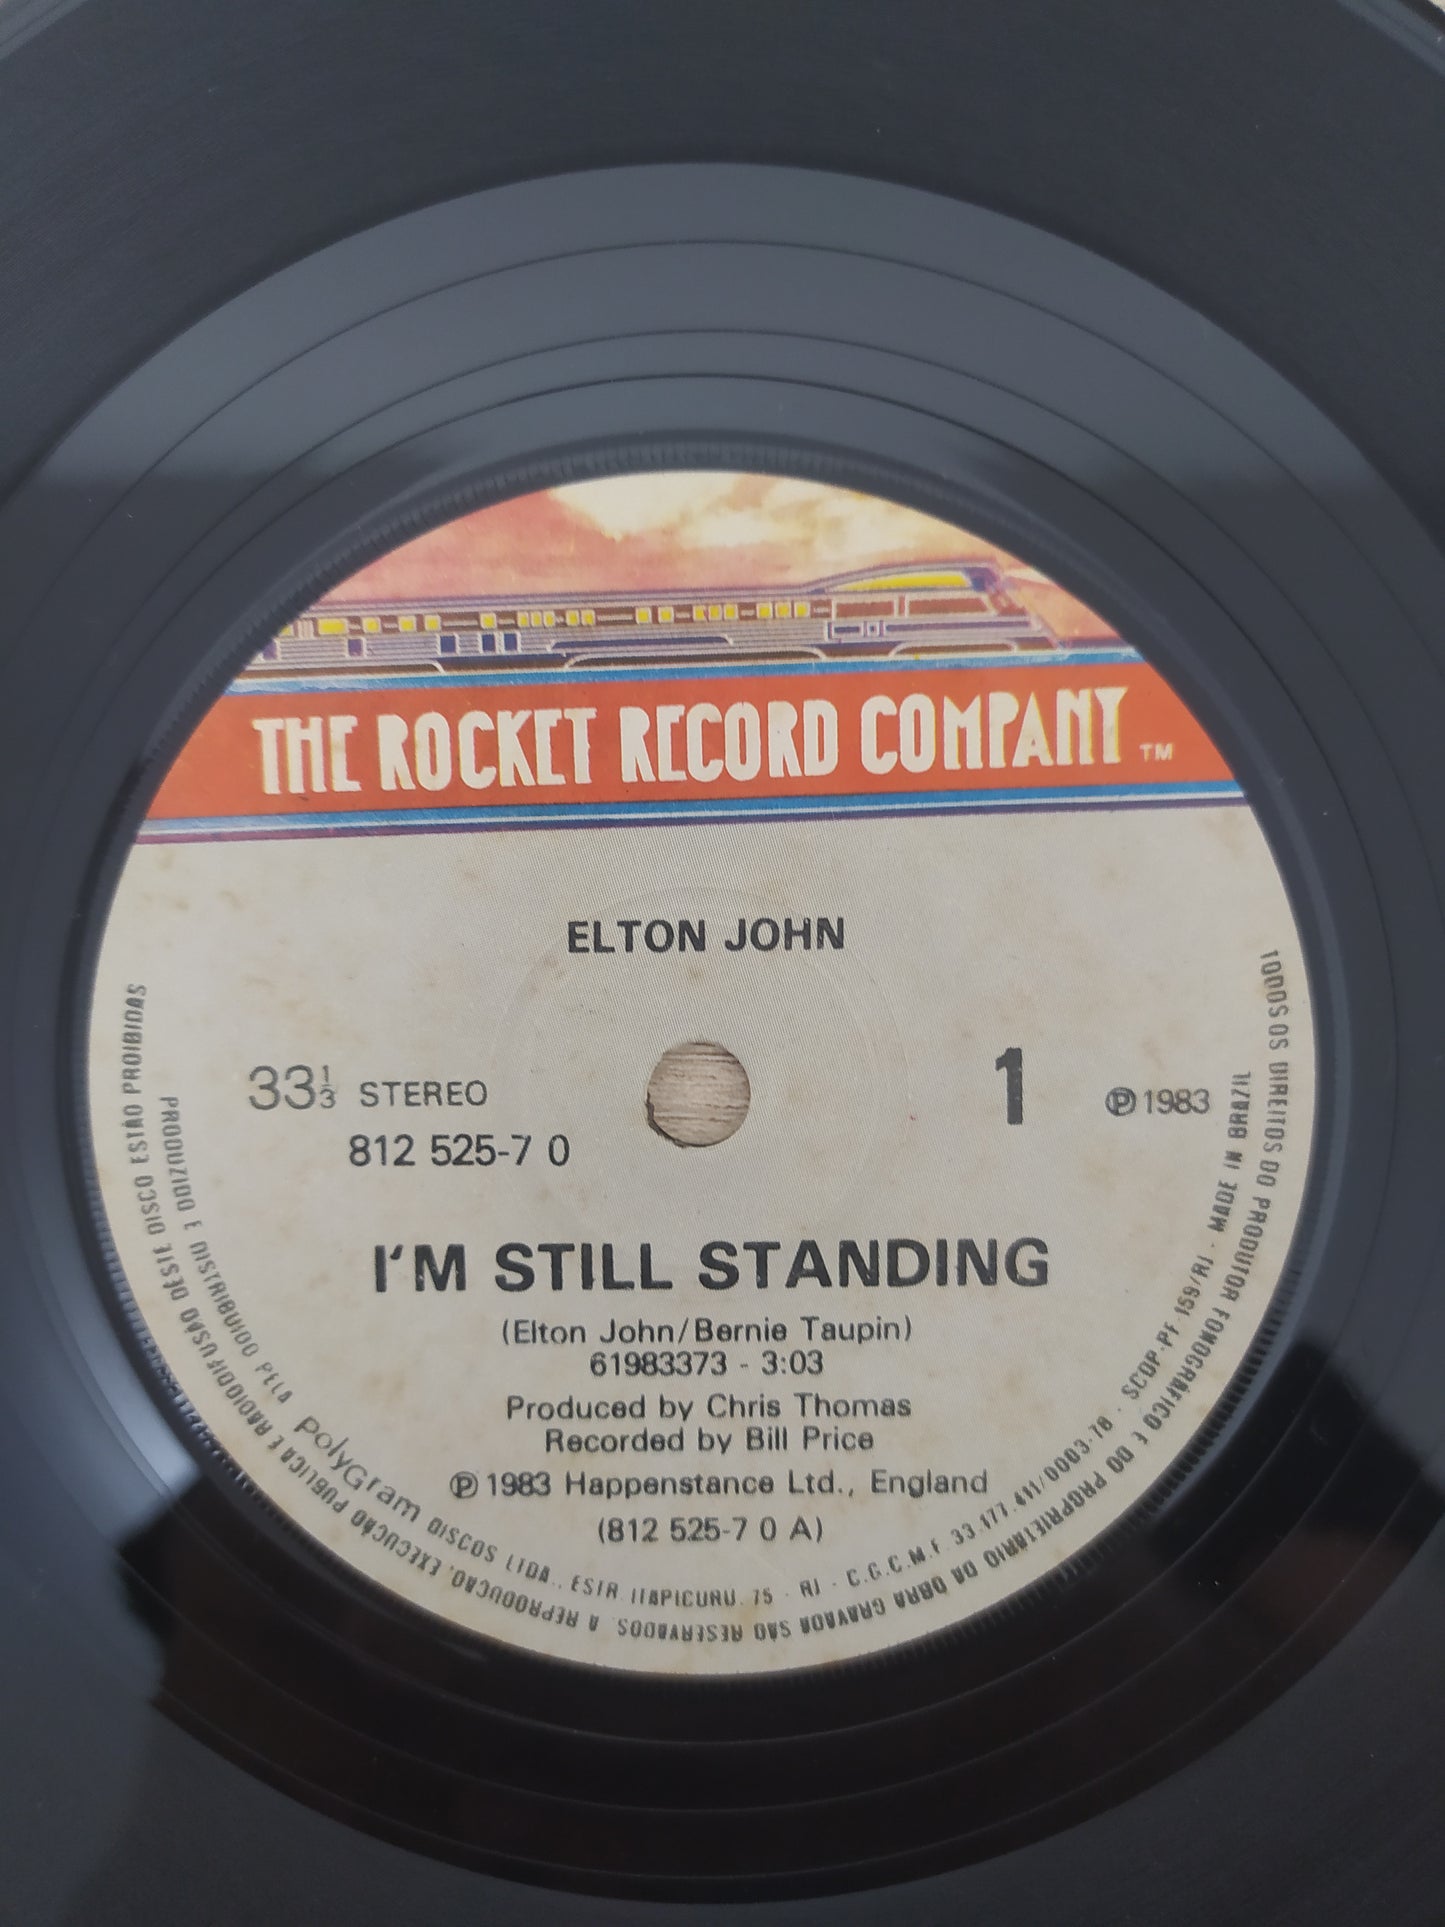 THE ROCKET RECORD COMPANY ™
ELTON JOHN
33⅓ STEREO
812 525-7 0
1
℗ 1983
I'M STILL STANDING
(Elton John/Bernie Taupin)
61983373 - 3:03
Produced by Chris Thomas
Recorded by Bill Price
℗ 1983 Happenstance Ltd., England
(812 525-7 0 A)
PRODUZIDO E DISTRIBUIDO PELA PolyGram DISCOS LTDA., ESTR. ITAPICURU, 75 - RJ - C.G.C.M.F. 33.177.411/0003-78 - SCDP-PF-159/RJ - MADE IN BRAZIL
TODOS OS DIREITOS DO PRODUTOR FONOGRÁFICO E DO PROPRIETÁRIO DA OBRA GRAVADA SÃO RESERVADOS. A REPRODUÇÃO, EXECUÇÃO PÚBLICA E RADIODIFUSÃO DESTE DISCO ESTÃO PROIBIDAS